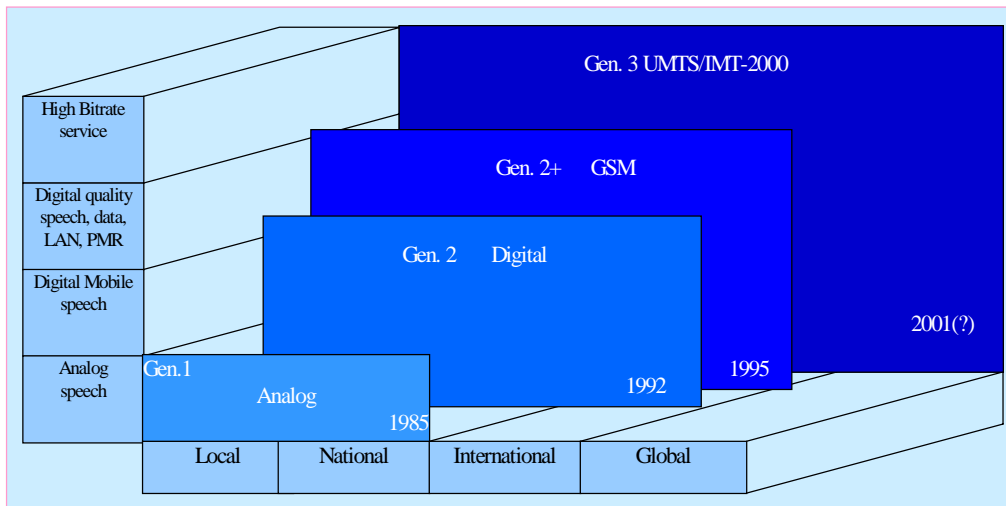 Gen. 3 UMTS/IMT-2000
High Bitrate
service
Gen. 2+ GSM
Digital quality
speech, data,
LAN, PMR
Gen. 2 Digital
Digital Mobile
speech
2001(?)
Analog
speech
Gen.1
Analog
1985
1992
1995
Local
National
International
Global